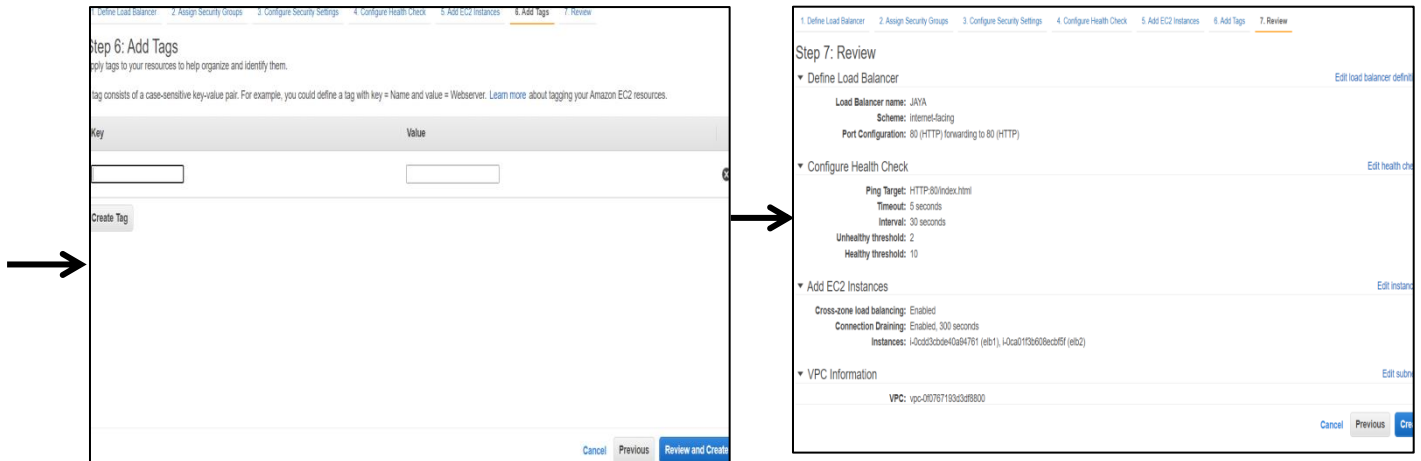 1. Define Load Balancer 2. Assign Security Groups 3. Configure Security Settings 4. Configure Health Check 5. Add EC2 Instances 6. Add Tags 7. Review
Step 6: Add Tags
pply tags to your resources to help organize and identify them.
tag consists of a case-sensitive key-value pair. For example, you could define a tag with key = Name and value = Webserver. Learn more about tagging your Amazon EC2 resources.
Key Value
Create Tag
Cancel Previous Review and Create
1. Define Load Balancer 2. Assign Security Groups 3. Configure Security Settings 4. Configure Health Check 5. Add EC2 Instances 6. Add Tags 7. Review
Step 7: Review
Define Load Balancer Edit load balancer definiti
Load Balancer name: JAYA
Scheme: internet-facing
Port Configuration: 80 (HTTP) forwarding to 80 (HTTP)
Configure Health Check Edit health che
Ping Target: HTTP:80/index.html
Timeout: 5 seconds
Interval: 30 seconds
Unhealthy threshold: 2
Healthy threshold: 10
Add EC2 Instances Edit instanc
Cross-zone load balancing: Enabled
Connection Draining: Enabled, 300 seconds
Instances: i-0cdd3cbde40a94761 (elb1), i-0ca01f3b608ecbf5f (elb2)
VPC Information Edit subne
VPC: vpc-0f0767193d3df8800
Cancel Previous Cre